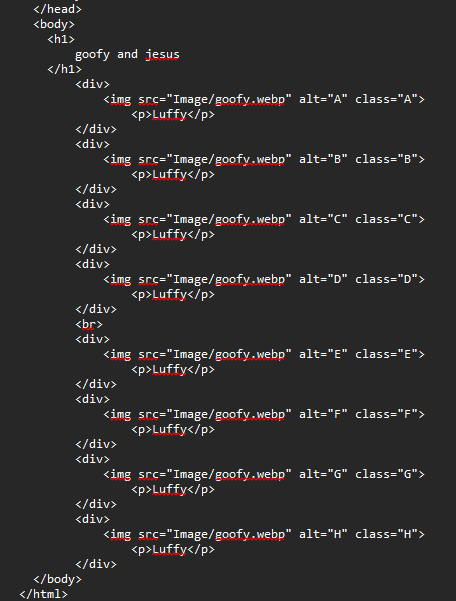 </head>
<body>
<h1>
goofy and jesus
</h1>
<div>
<img src="Image/goofy.webp" alt="A" class="A">
<p>Luffy</p>
</div>
<div>
<img src="Image/goofy.webp" alt="B" class="B">
<p>Luffy</p>
</div>
<div>
<img src="Image/goofy.webp" alt="C" class="C">
<p>Luffy</p>
</div>
<div>
<img src="Image/goofy.webp" alt="D" class="D">
<p>Luffy</p>
</div>
<br>
<div>
<img src="Image/goofy.webp" alt="E" class="E">
<p>Luffy</p>
</div>
<div>
<img src="Image/goofy.webp" alt="F" class="F">
<p>Luffy</p>
</div>
<div>
<img src="Image/goofy.webp" alt="G" class="G">
<p>Luffy</p>
</div>
<div>
<img src="Image/goofy.webp" alt="H" class="H">
<p>Luffy</p>
</div>
</body>
</html>